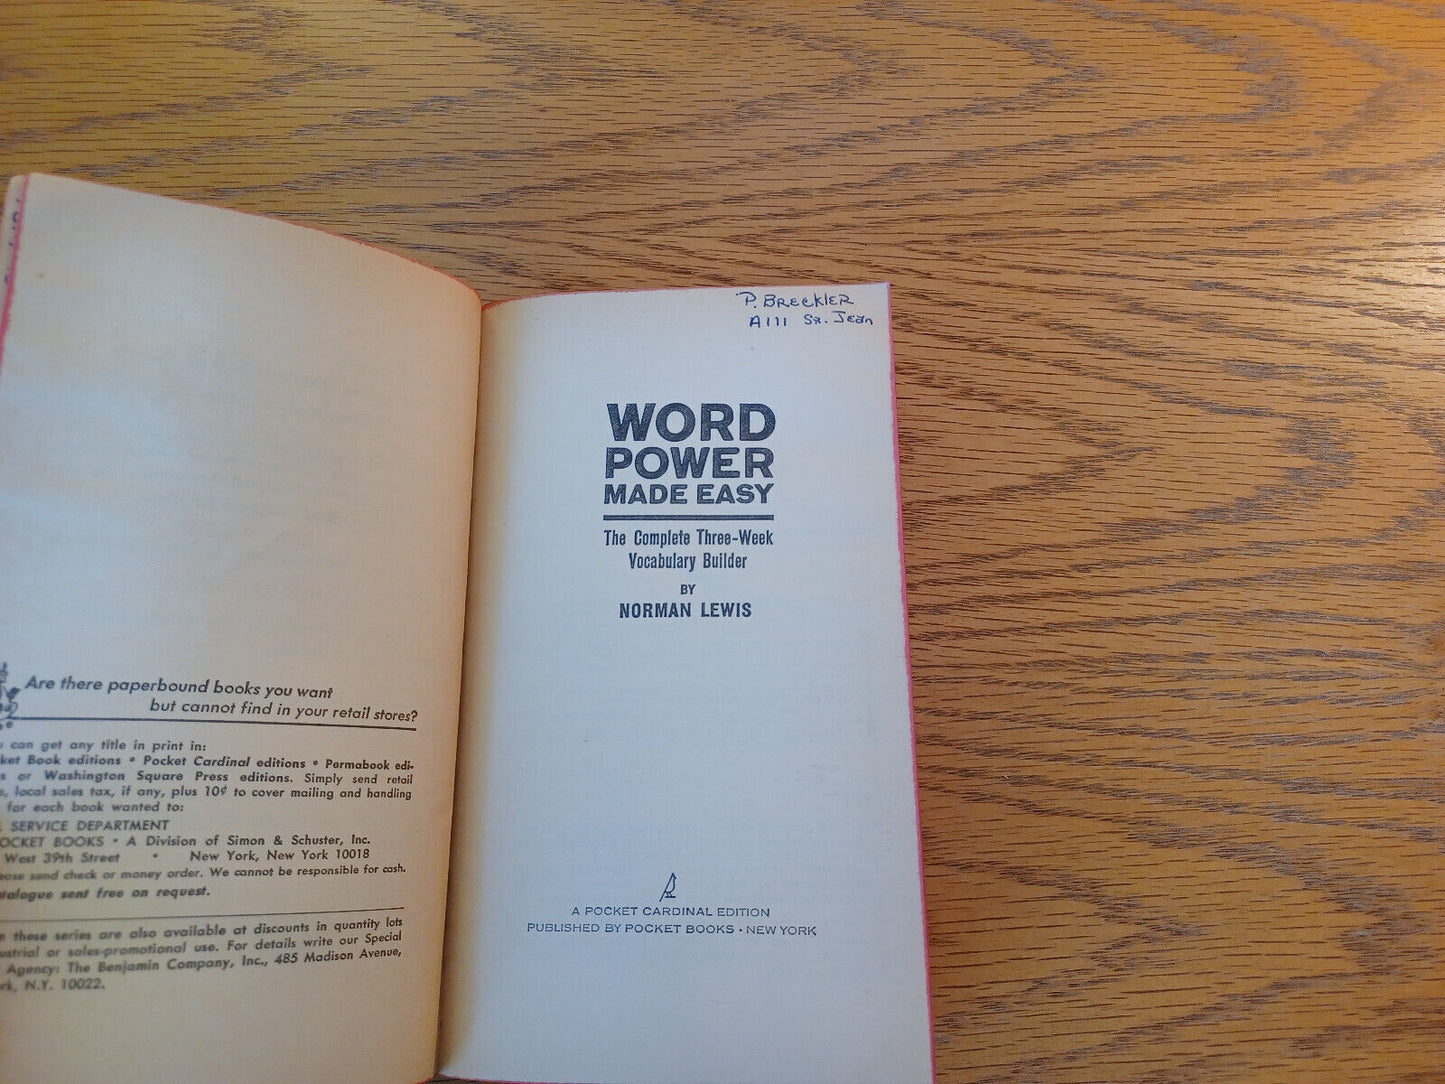 Are there paperbound books you want
but cannot find in your retail stores?
can get any title in print in:
Book editions • Pocket Cardinal editions • Permabook edi-
or Washington Square Press editions. Simply send retail
local sales tax, if any, plus 10¢ to cover mailing and handling
for each book wanted to:
SERVICE DEPARTMENT
BOOKS • A Division of Simon & Schuster, Inc.
West 39th Street • New York, New York 10018
send check or money order. We cannot be responsible for cash.
sent free on request.
these series are also available at discounts in quantity lots
or sales-promotional use. For details write our Special
Agency: The Benjamin Company, Inc., 485 Madison Avenue,
N.Y. 10022.
P. BRECKLER
A111 ST. JEAN
WORD
POWER
MADE EASY
The Complete Three-Week
Vocabulary Builder
BY
NORMAN LEWIS
A POCKET CARDINAL EDITION
PUBLISHED BY POCKET BOOKS • NEW YORK